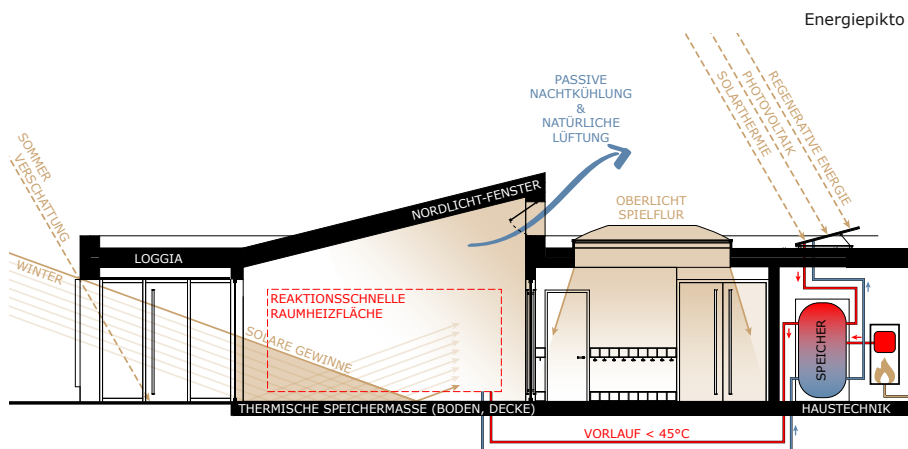 Energiepikto
PASSIVE
NACHTKÜHLUNG
&
NATÜRLICHE
LÜFTUNG
SOLARTHERMIE
PHOTOVOLTAIK
REGENERATIVE ENERGIE
SOMMER
VERSCHATTUNG
NORDLICHT-FENSTER
OBERLICHT
SPIELFLUR
LOGGIA
WINTER
REAKTIONSSCHNELLE
RAUMHEIZFLÄCHE
SOLARE GEWINNE
SPEICHER
THERMISCHE SPEICHERMASSE (BODEN, DECKE)
HAUSTECHNIK
VORLAUF < 45°C